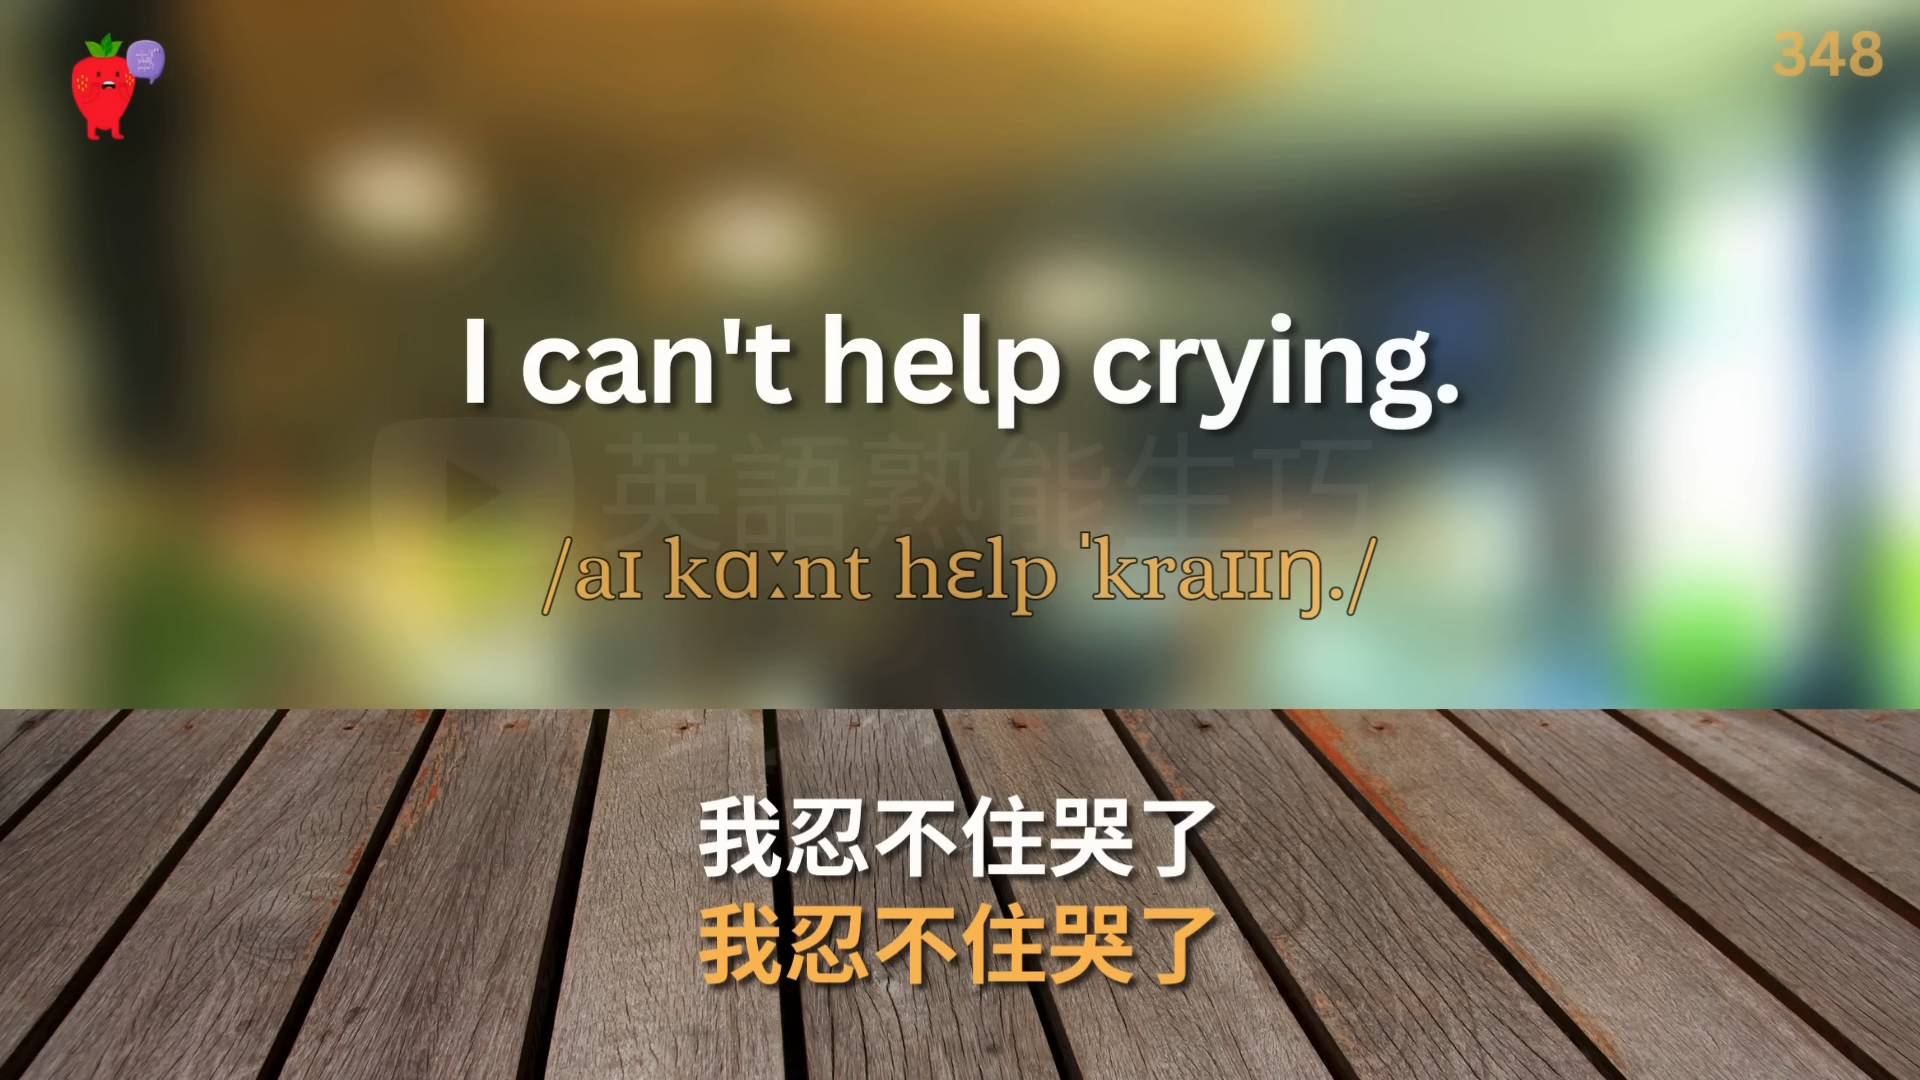 348
I can't help crying.
英語熟能生巧
/aɪ kɑːnt hɛlp ˈkraɪɪŋ./
我忍不住哭了
我忍不住哭了